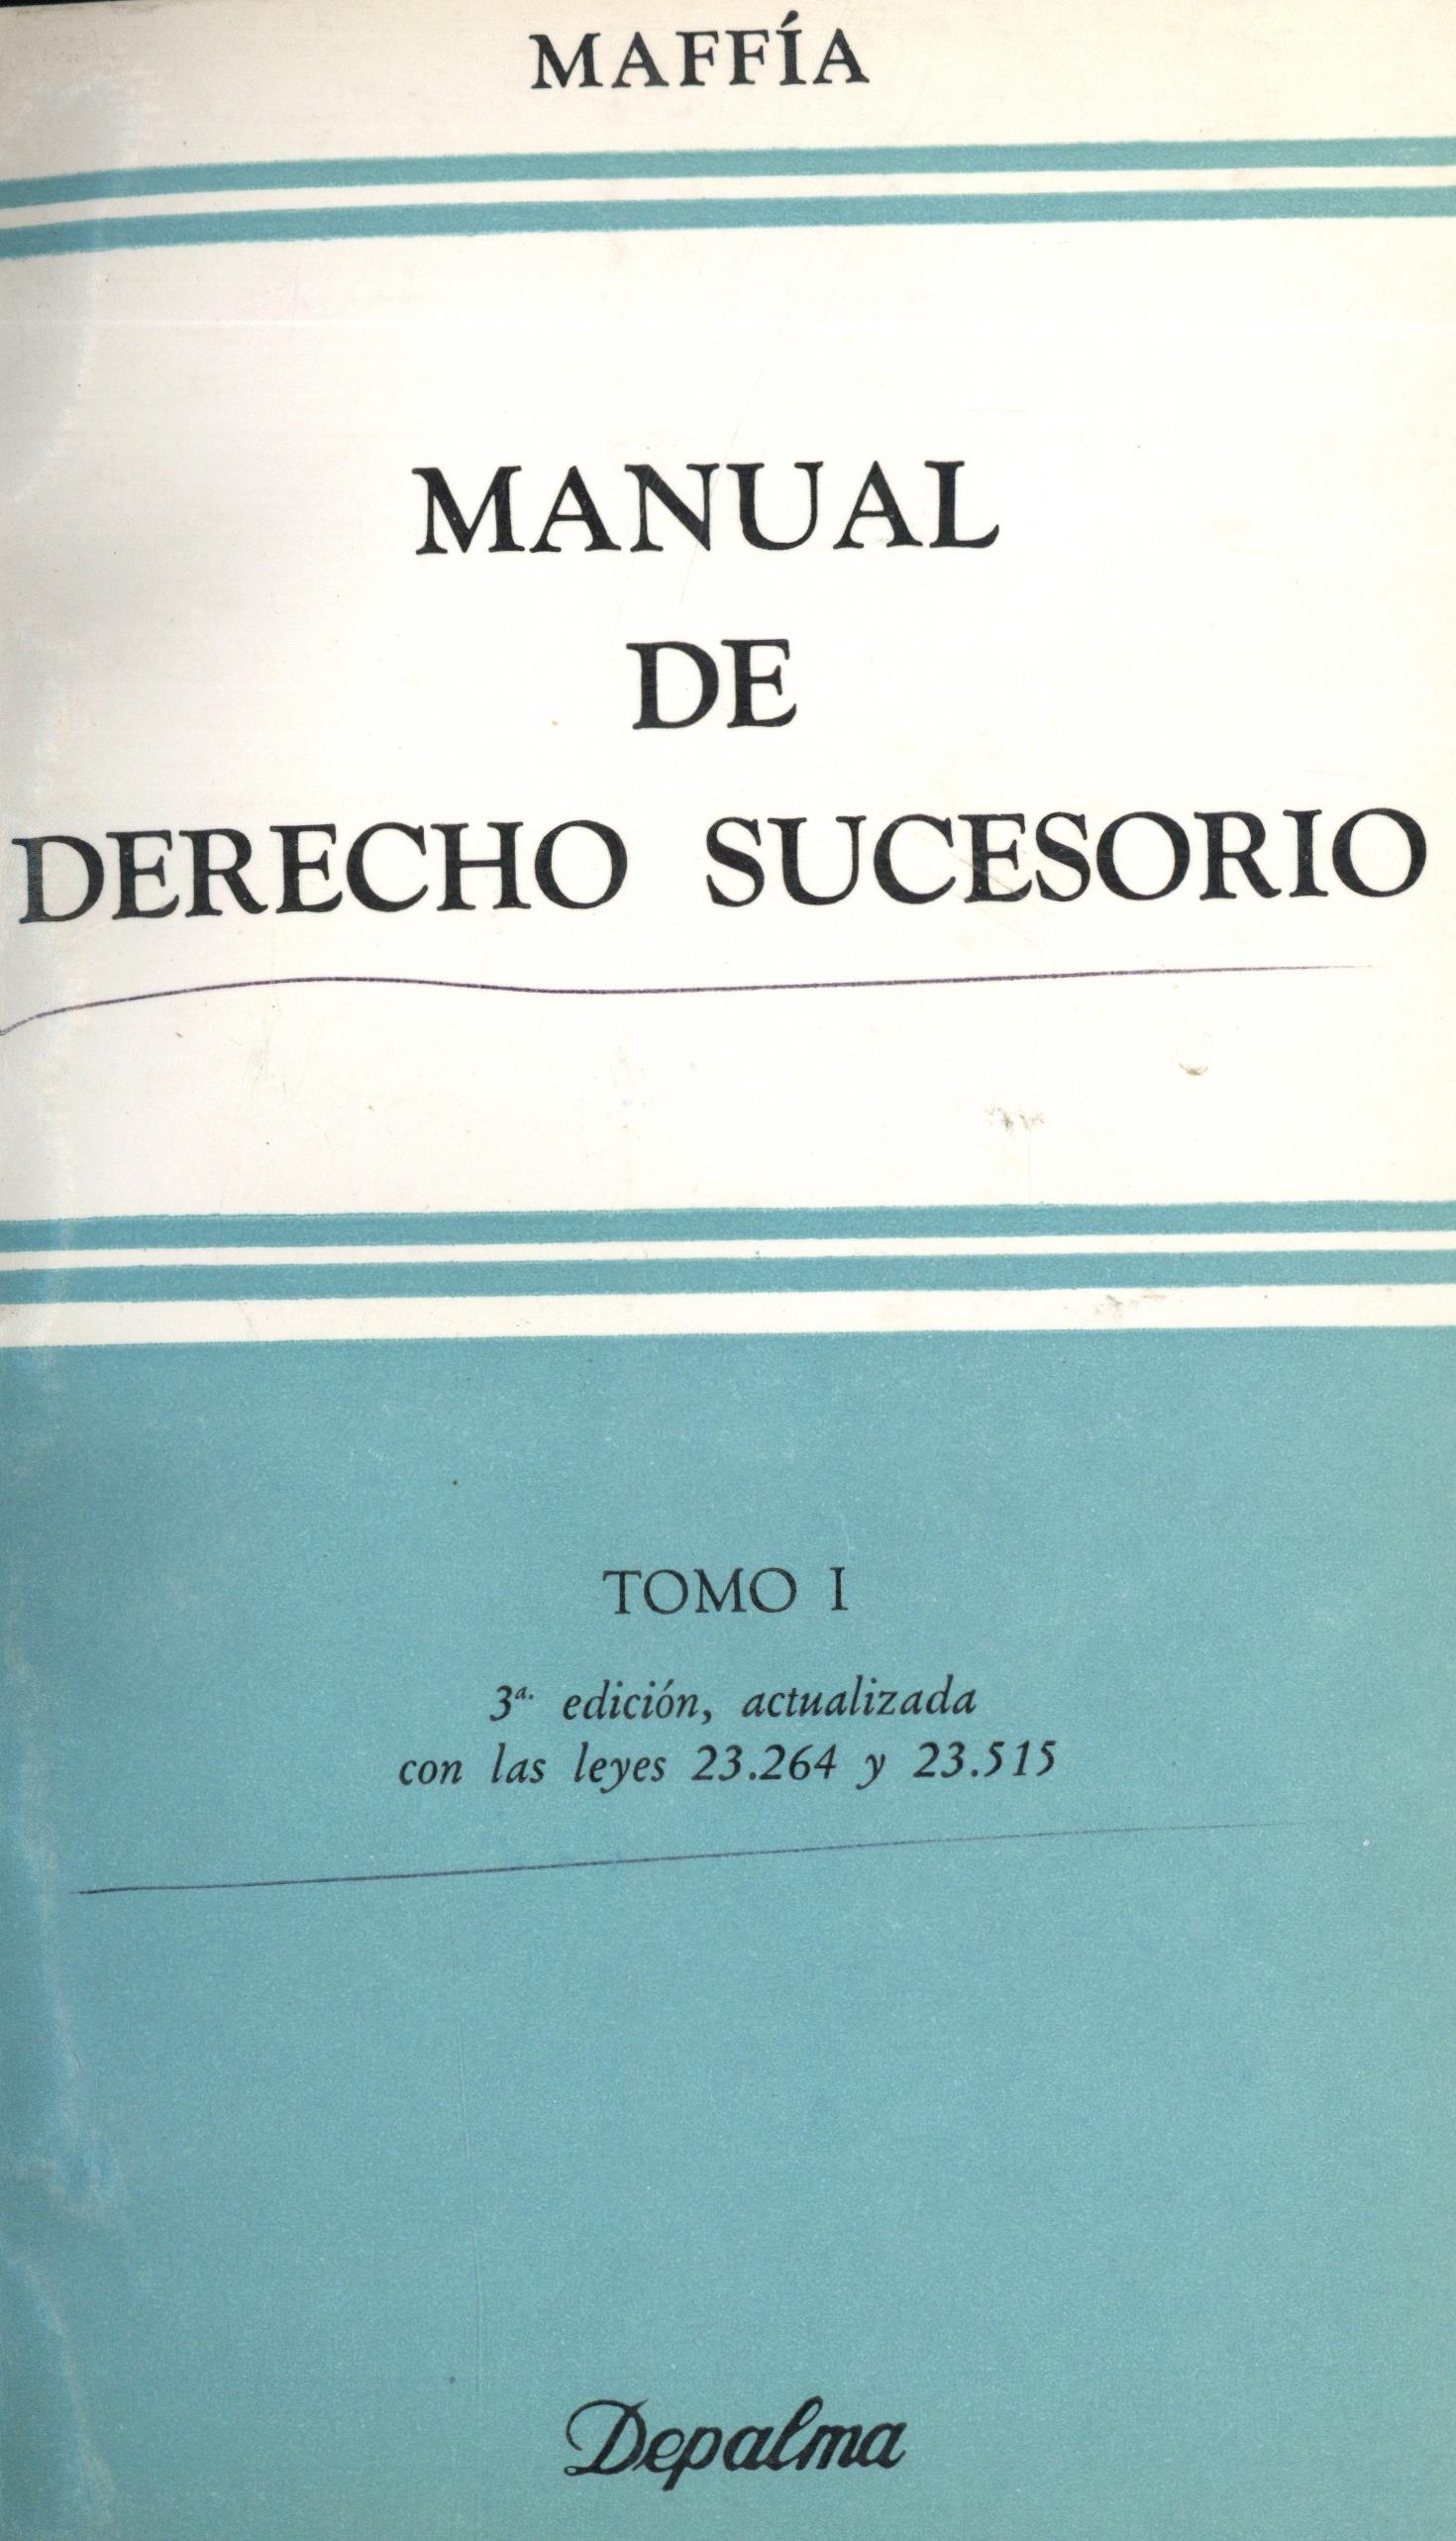 MAFFÍA
MANUAL
DE
DERECHO SUCESORIO
TOMO I
3ª. edición, actualizada
con las leyes 23.264 y 23.515
Depalma